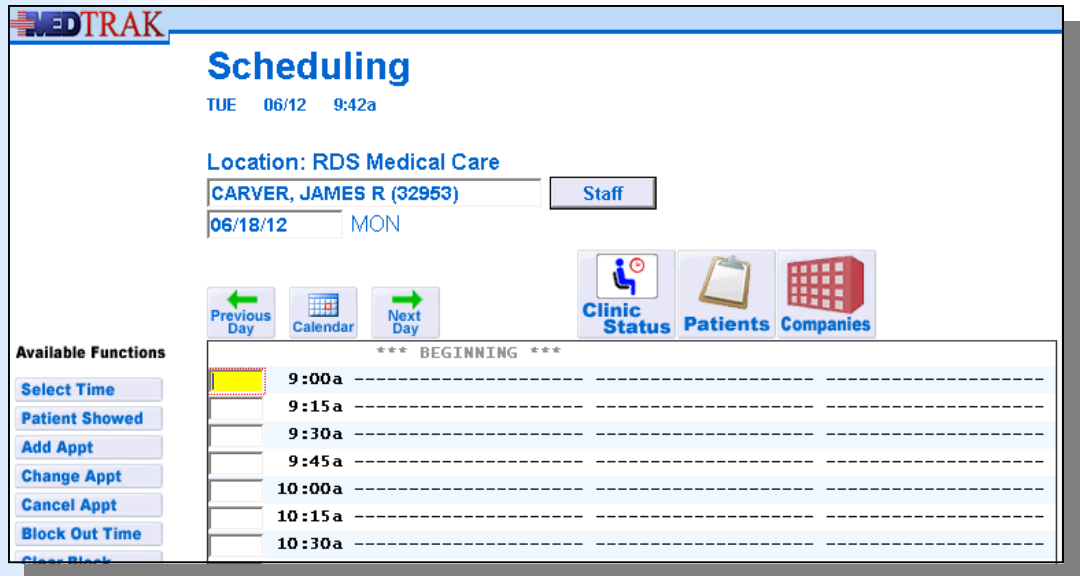 MEDTRAK
Scheduling
TUE 06/12 9:42a
Location: RDS Medical Care
CARVER, JAMES R (32953) Staff
06/18/12 MON
Previous Day
Calendar
Next Day
Clinic Status
Patients
Companies
Available Functions
Select Time
Patient Showed
Add Appt
Change Appt
Cancel Appt
Block Out Time
Clear Block
*** BEGINNING ***
9:00a --------------------- -------------------- --------------------
9:15a --------------------- -------------------- --------------------
9:30a --------------------- -------------------- --------------------
9:45a --------------------- -------------------- --------------------
10:00a --------------------- -------------------- --------------------
10:15a --------------------- -------------------- --------------------
10:30a --------------------- -------------------- --------------------